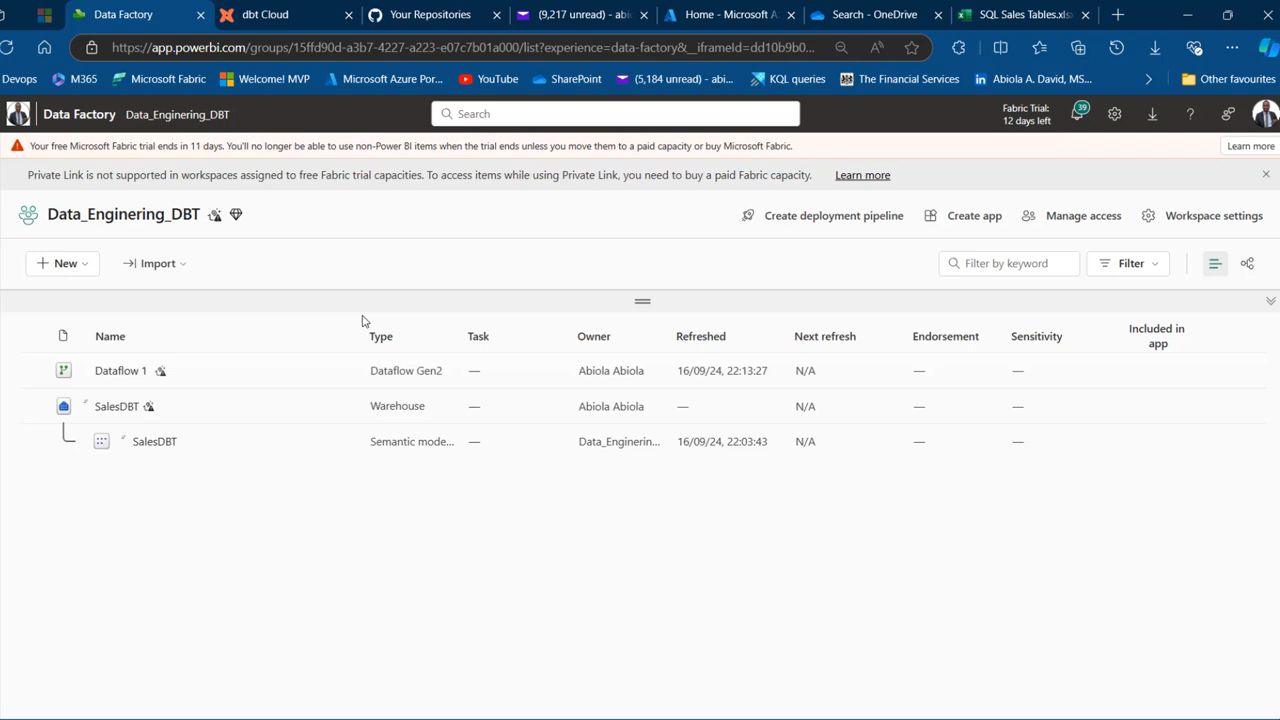 Data Factory
dbt Cloud
Your Repositories
(9,217 unread) - abio
Home - Microsoft A
Search - OneDrive
SQL Sales Tables.xlsx
https://app.powerbi.com/groups/15ffd90d-a3b7-4227-a223-e07c7b01a000/list?experience=data-factory&__iframeId=dd10b9b0...
Devops
M365
Microsoft Fabric
Welcome! MVP
Microsoft Azure Por...
YouTube
SharePoint
(5,184 unread) - abi...
KQL queries
The Financial Services
Abiola A. David, MS...
Other favourites
Data Factory
Data_Enginering_DBT
Search
Fabric Trial:
12 days left
39
Your free Microsoft Fabric trial ends in 11 days. You'll no longer be able to use non-Power BI items when the trial ends unless you move them to a paid capacity or buy Microsoft Fabric.
Learn more
Private Link is not supported in workspaces assigned to free Fabric trial capacities. To access items while using Private Link, you need to buy a paid Fabric capacity.
Learn more
Data_Enginering_DBT
Create deployment pipeline
Create app
Manage access
Workspace settings
New
Import
Filter by keyword
Filter
Name Type Task Owner Refreshed Next refresh Endorsement Sensitivity Included in
app
Dataflow 1 Dataflow Gen2 — Abiola Abiola 16/09/24, 22:13:27 N/A — —
SalesDBT Warehouse — Abiola Abiola — N/A — —
SalesDBT Semantic mode... — Data_Enginerin... 16/09/24, 22:03:43 N/A — —